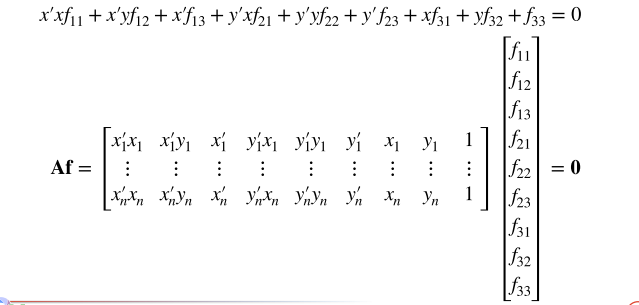 x′xf₁₁ + x′yf₁₂ + x′f₁₃ + y′xf₂₁ + y′yf₂₂ + y′f₂₃ + xf₃₁ + yf₃₂ + f₃₃ = 0
f₁₁
f₁₂
f₁₃
x′₁x₁ x′₁y₁ x′₁ y′₁x₁ y′₁y₁ y′₁ x₁ y₁ 1 f₂₁
Af = ⋮ ⋮ ⋮ ⋮ ⋮ ⋮ ⋮ ⋮ ⋮ f₂₂ = 0
x′ₙxₙ x′ₙyₙ x′ₙ y′ₙxₙ y′ₙyₙ y′ₙ xₙ yₙ 1 f₂₃
f₃₁
f₃₂
f₃₃